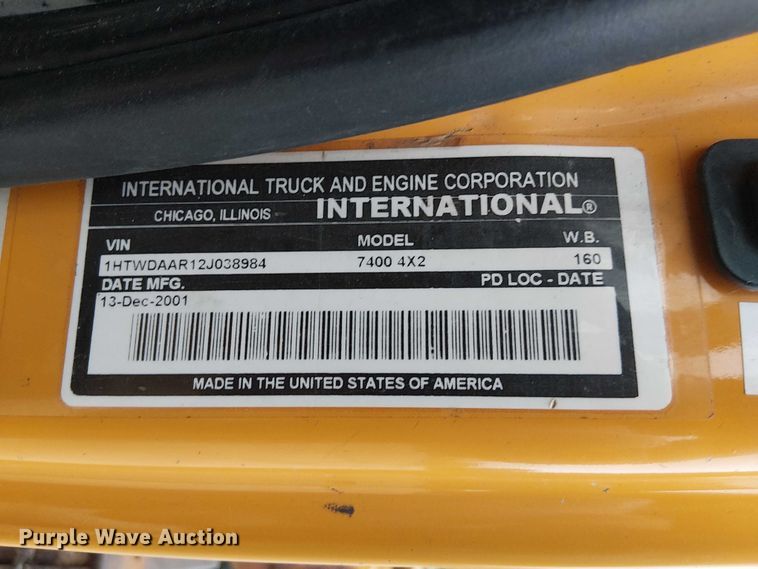 INTERNATIONAL TRUCK AND ENGINE CORPORATION
CHICAGO, ILLINOIS INTERNATIONAL®
VIN MODEL W.B.
1HTWDAAR12J038984 7400 4X2 160
DATE MFG. PD LOC - DATE
13-Dec-2001
MADE IN THE UNITED STATES OF AMERICA
Purple Wave Auction